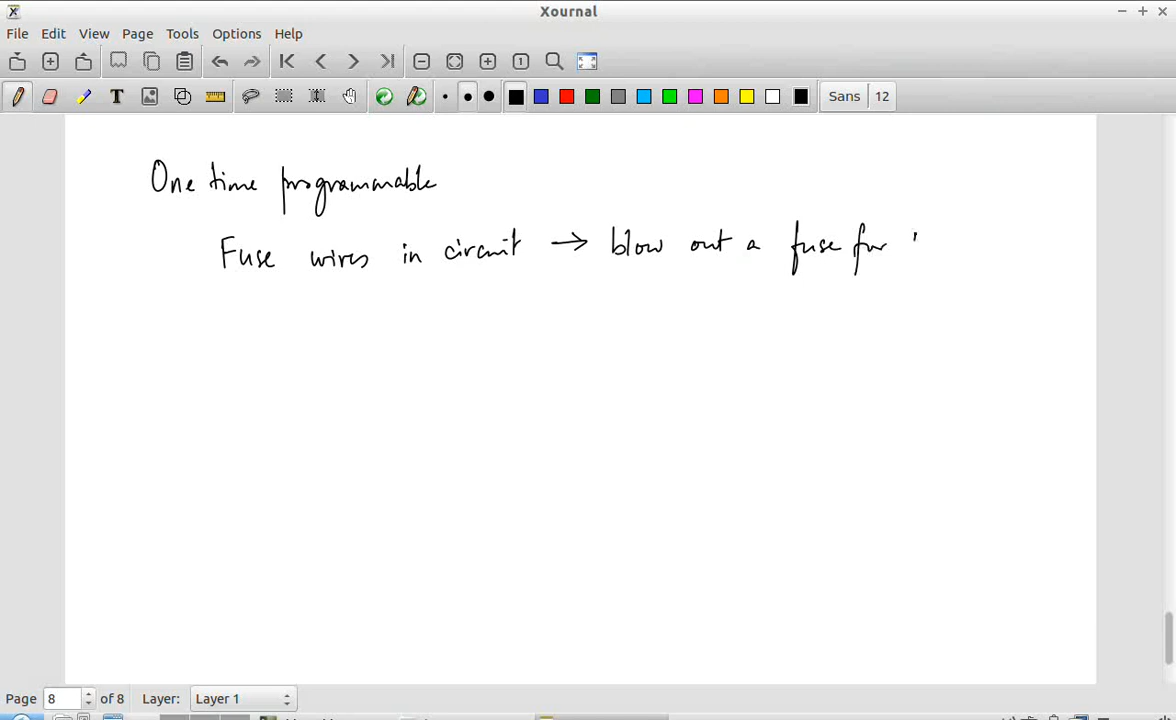 Xournal
File Edit View Page Tools Options Help
T Sans 12
One time programmable
Fuse wires in circuit → blow out a fuse for '
Page 8 of 8 Layer: Layer 1